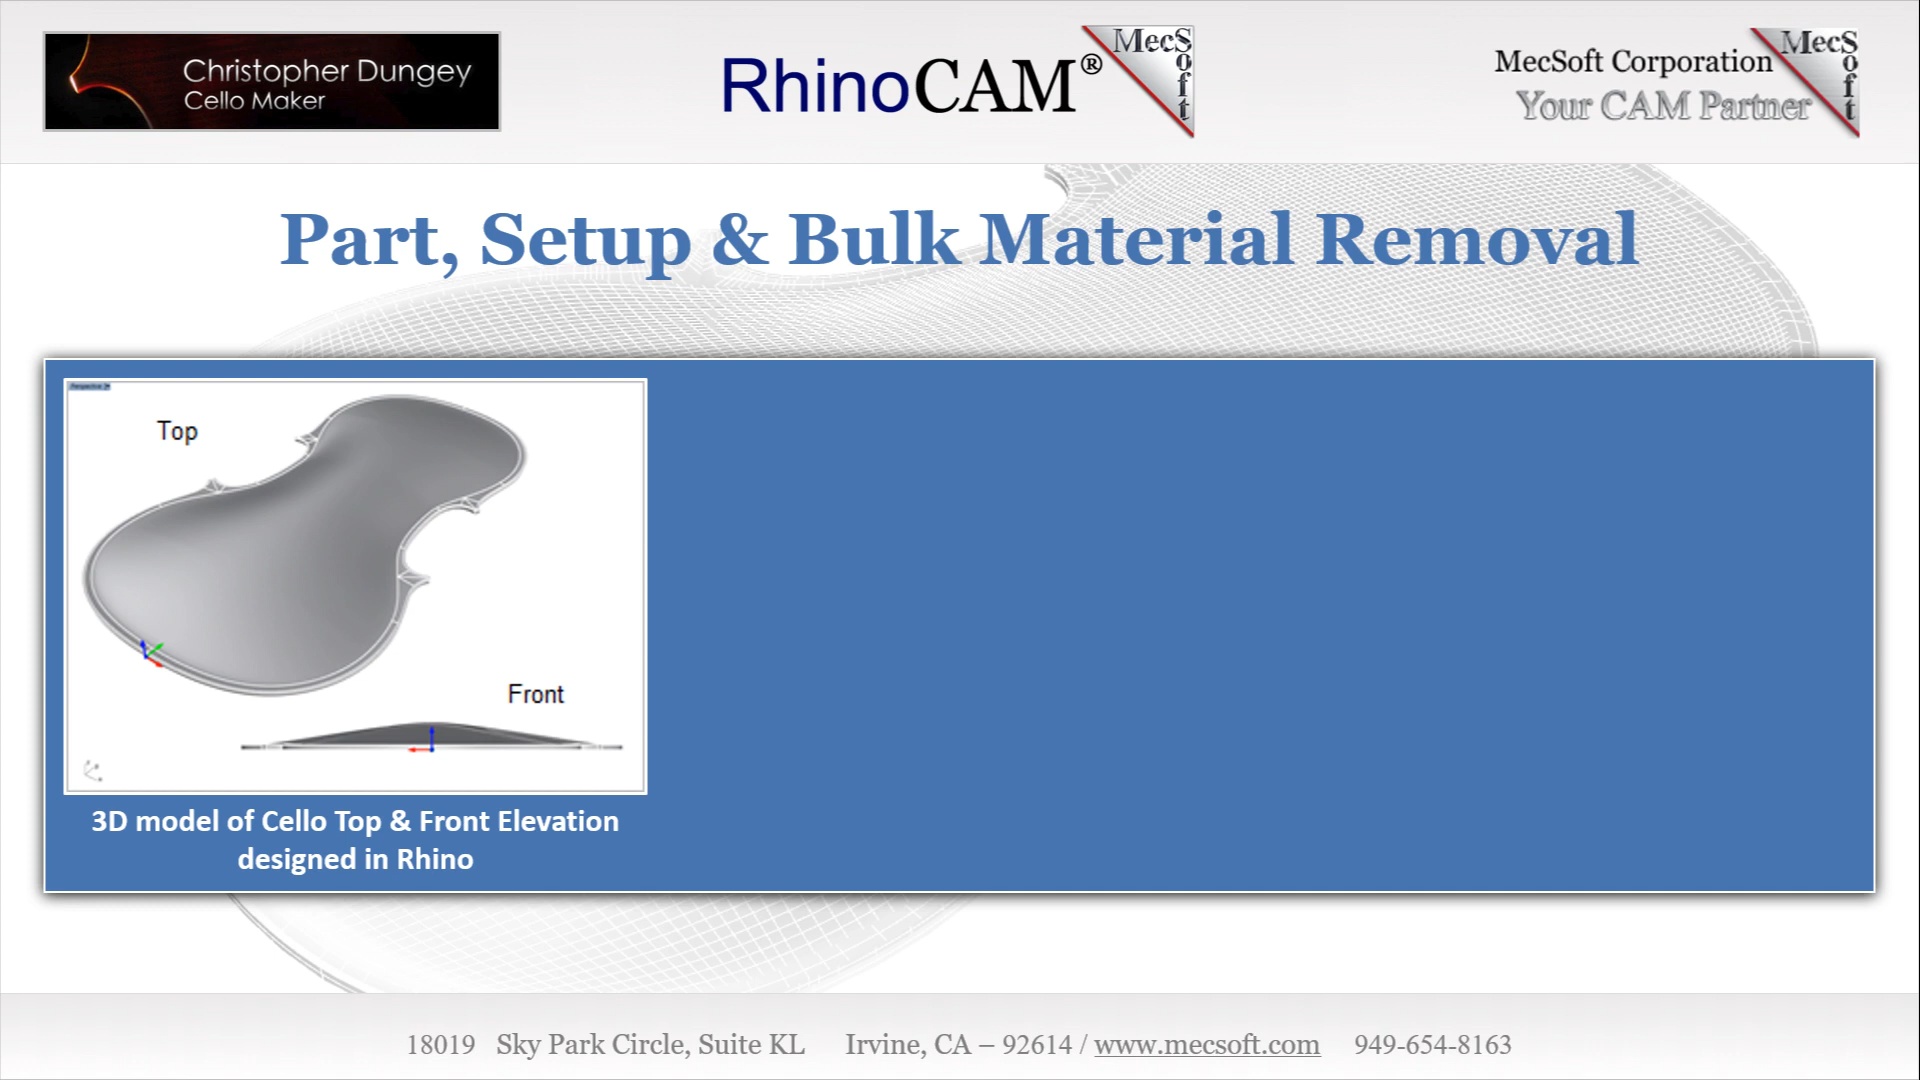 Christopher Dungey
Cello Maker
RhinoCAM®
MecSoft
MecSoft Corporation
Your CAM Partner
MecSoft
Part, Setup & Bulk Material Removal
Perspective
Top
Front
3D model of Cello Top & Front Elevation
designed in Rhino
18019 Sky Park Circle, Suite KL Irvine, CA – 92614 / www.mecsoft.com 949-654-8163